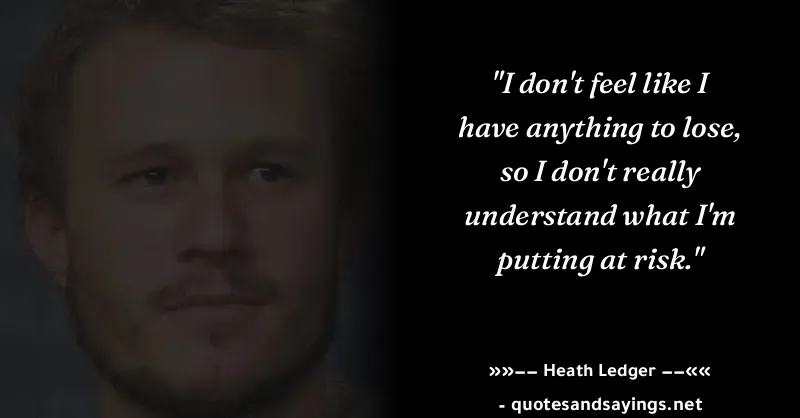 "I don't feel like I
have anything to lose,
so I don't really
understand what I'm
putting at risk."
»»–– Heath Ledger ––««
- quotesandsayings.net